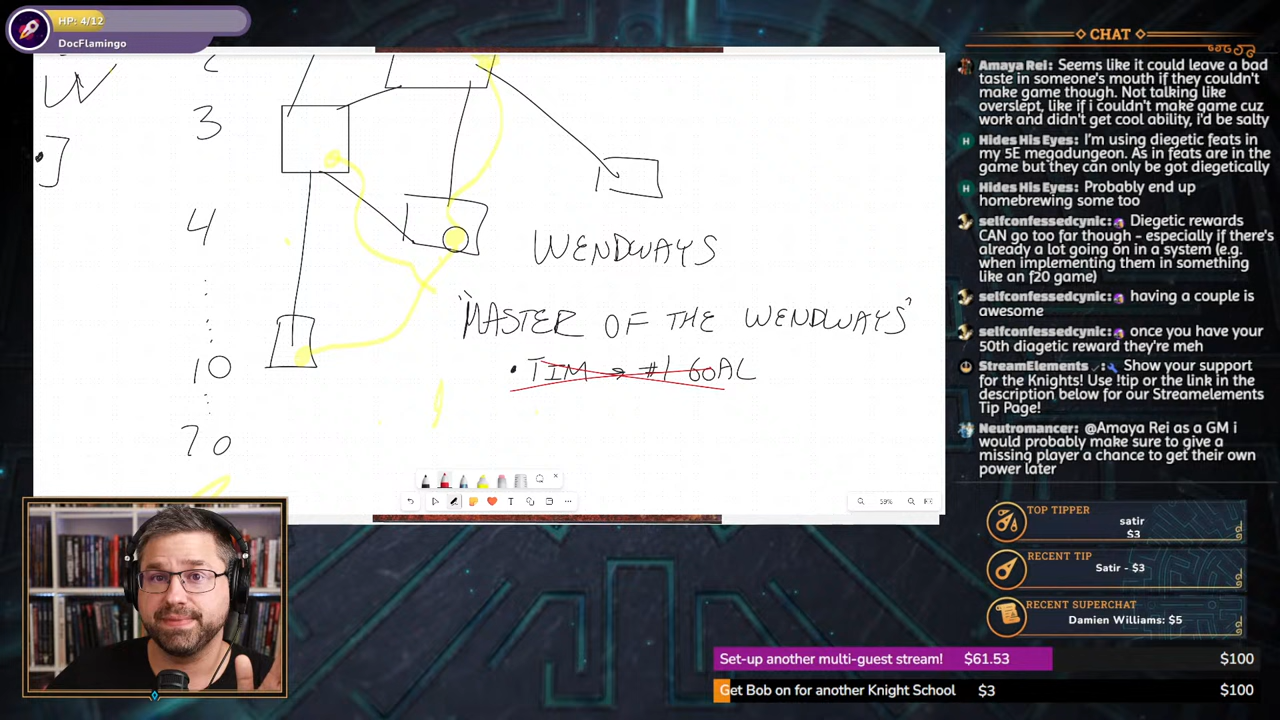 HP: 4/12
DocFlamingo
W
3
4
10
20
WENDWAYS
"MASTER OF THE WENDWAYS"
• TIM → #1 GOAL
59%
CHAT
Amaya Rei: Seems like it could leave a bad
taste in someone's mouth if they couldn't
make game though. Not talking like
overslept, like if i couldn't make game cuz
work and didn't get cool ability, i'd be salty
H Hides His Eyes: I'm using diegetic feats in
my 5E megadungeon. As in feats are in the
game but they can only be got diegetically
H Hides His Eyes: Probably end up
homebrewing some too
selfconfessedcynic: Diegetic rewards
CAN go too far though - especially if there's
already a lot going on in a system (e.g.
when implementing them in something
like an f20 game)
selfconfessedcynic: having a couple is
awesome
selfconfessedcynic: once you have your
50th diagetic reward they're meh
StreamElements: Show your support
for the Knights! Use !tip or the link in the
description below for our Streamelements
Tip Page!
Neutromancer: @Amaya Rei as a GM i
would probably make sure to give a
missing player a chance to get their own
power later
TOP TIPPER
satir
$3
RECENT TIP
Satir - $3
RECENT SUPERCHAT
Damien Williams: $5
Set-up another multi-guest stream! $61.53 $100
Get Bob on for another Knight School $3 $100